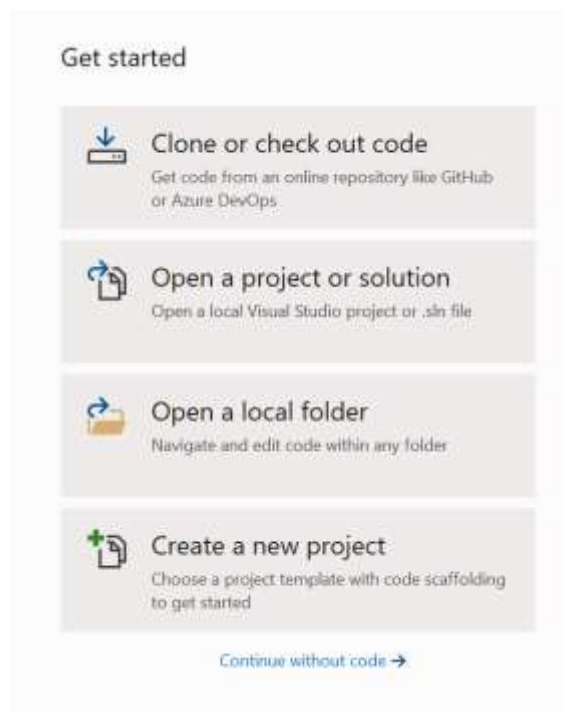 Get started
Clone or check out code
Get code from an online repository like GitHub
or Azure DevOps
Open a project or solution
Open a local Visual Studio project or .sln file
Open a local folder
Navigate and edit code within any folder
Create a new project
Choose a project template with code scaffolding
to get started
Continue without code →